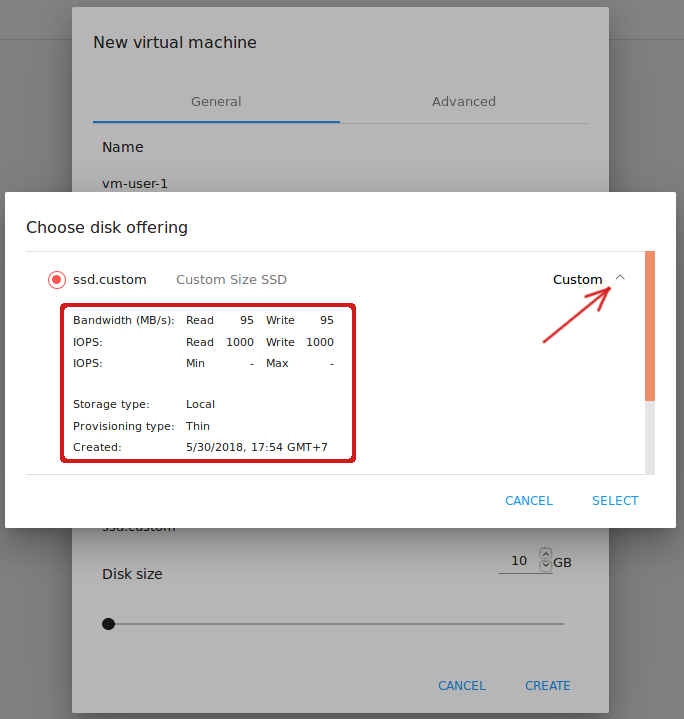 New virtual machine
General Advanced
Name
vm-user-1
Choose disk offering
ssd.custom Custom Size SSD Custom
Bandwidth (MB/s): Read 95 Write 95
IOPS: Read 1000 Write 1000
IOPS: Min - Max -
Storage type: Local
Provisioning type: Thin
Created: 5/30/2018, 17:54 GMT+7
CANCEL SELECT
ssd.custom
Disk size 10 GB
CANCEL CREATE